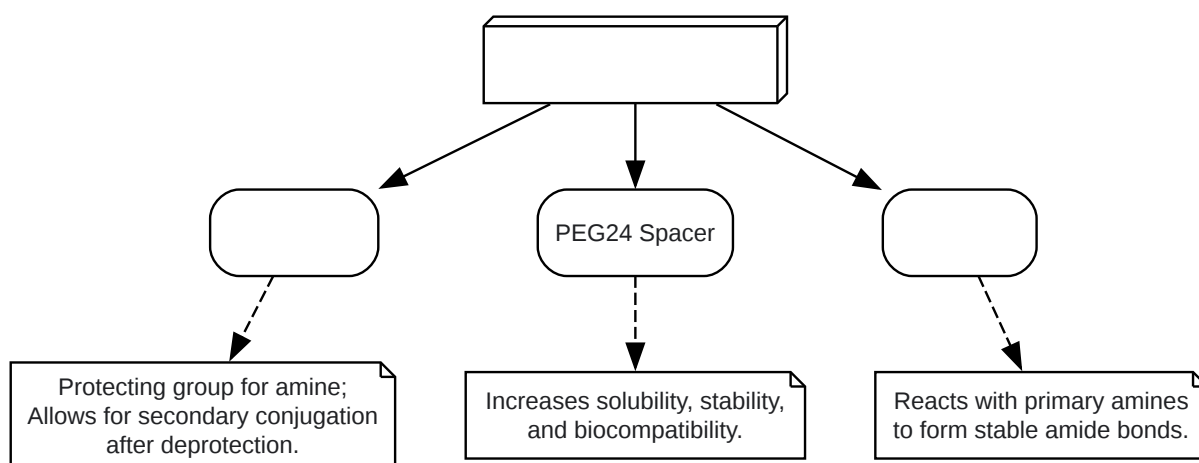 PEG24 Spacer
Protecting group for amine;
Allows for secondary conjugation
after deprotection.
Increases solubility, stability,
and biocompatibility.
Reacts with primary amines
to form stable amide bonds.